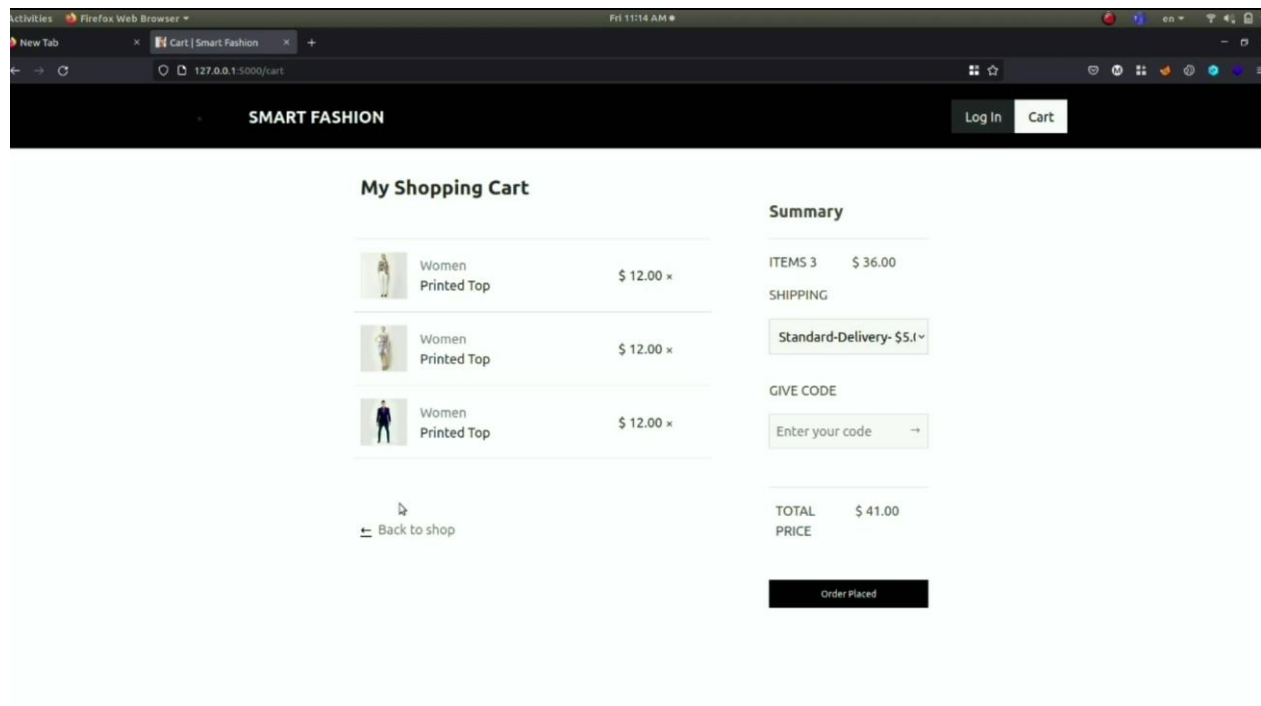 Activities Firefox Web Browser Fri 11:14 AM en
New Tab × Cart | Smart Fashion × +
127.0.0.1:5000/cart
SMART FASHION Log In Cart
My Shopping Cart
Women
Printed Top
$ 12.00 ×
Women
Printed Top
$ 12.00 ×
Women
Printed Top
$ 12.00 ×
← Back to shop
Summary
ITEMS 3 $ 36.00
SHIPPING
Standard-Delivery- $5.
GIVE CODE
Enter your code →
TOTAL PRICE $ 41.00
Order Placed